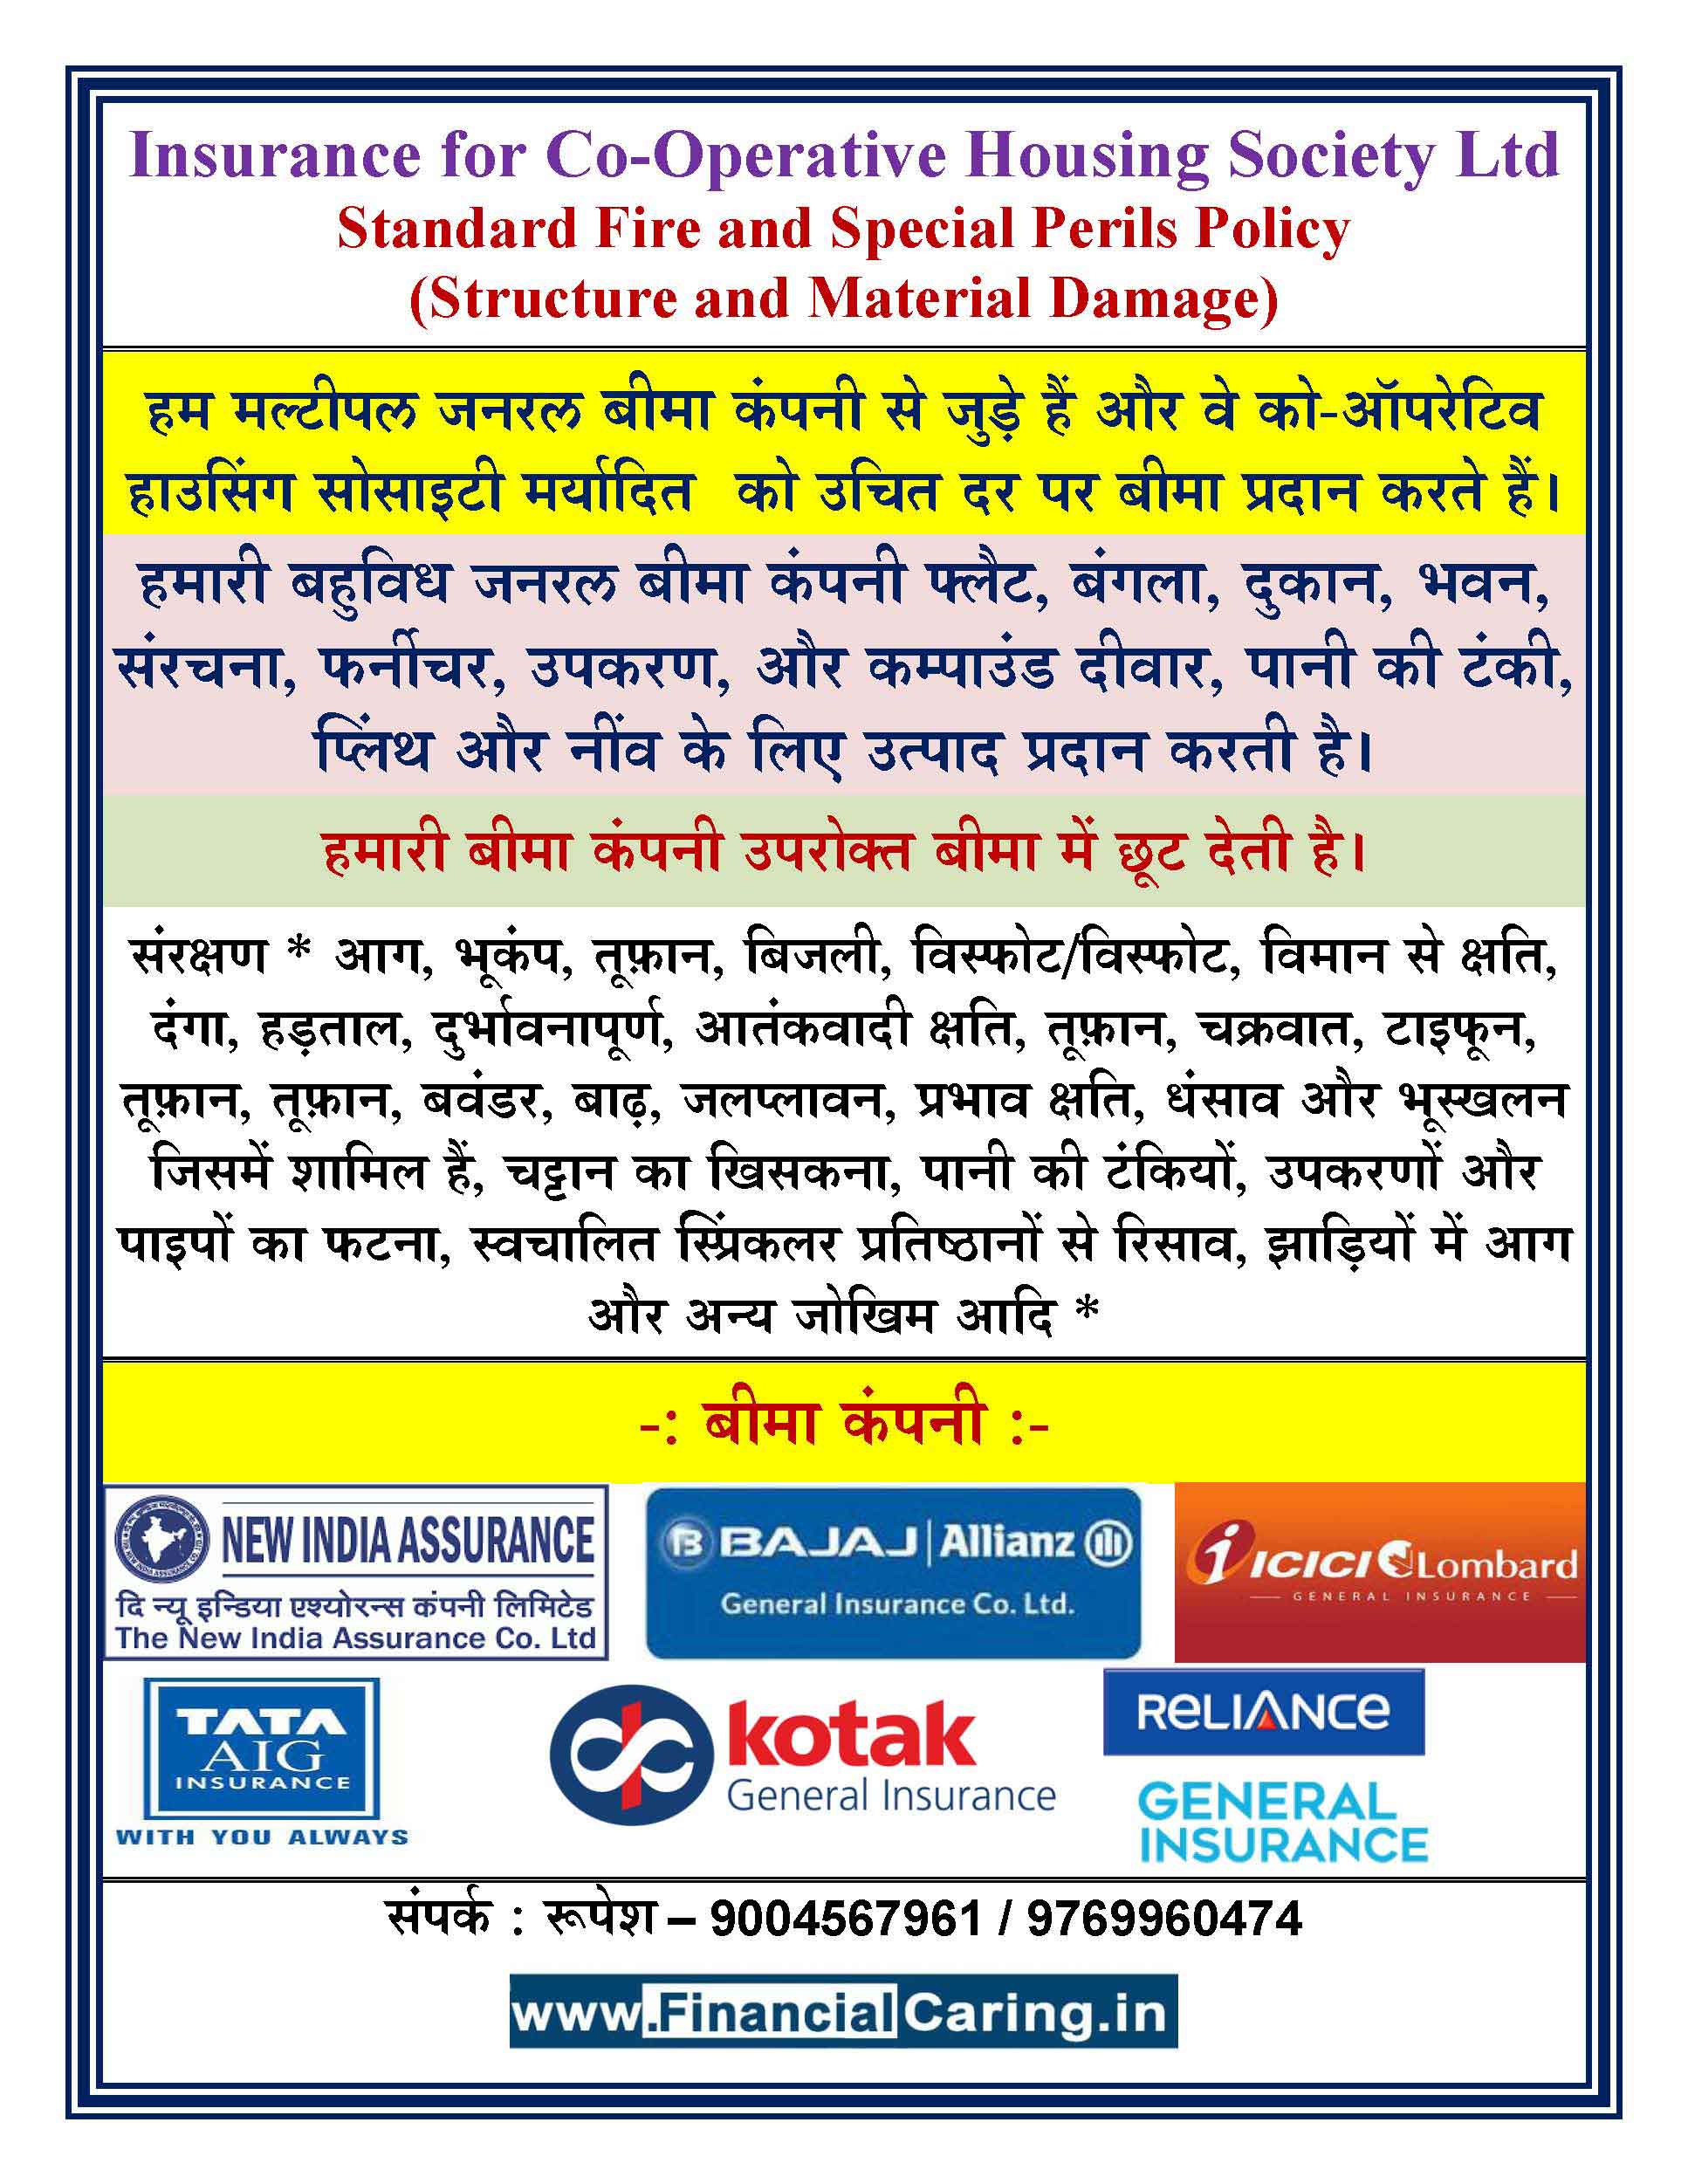 Insurance for Co-Operative Housing Society Ltd
Standard Fire and Special Perils Policy
(Structure and Material Damage)
हम मल्टीपल जनरल बीमा कंपनी से जुड़े हैं और वे को-ऑपरेटिव
हाउसिंग सोसाइटी मर्यादित को उचित दर पर बीमा प्रदान करते हैं।
हमारी बहुविध जनरल बीमा कंपनी फ्लैट, बंगला, दुकान, भवन,
संरचना, फर्नीचर, उपकरण, और कम्पाउंड दीवार, पानी की टंकी,
प्लिंथ और नींव के लिए उत्पाद प्रदान करती है।
हमारी बीमा कंपनी उपरोक्त बीमा में छूट देती है।
संरक्षण * आग, भूकंप, तूफ़ान, बिजली, विस्फोट/विस्फोट, विमान से क्षति,
दंगा, हड़ताल, दुर्भावनापूर्ण, आतंकवादी क्षति, तूफ़ान, चक्रवात, टाइफून,
तूफ़ान, तूफ़ान, बवंडर, बाढ़, जलप्लावन, प्रभाव क्षति, धंसाव और भूस्खलन
जिसमें शामिल हैं, चट्टान का खिसकना, पानी की टंकियों, उपकरणों और
पाइपों का फटना, स्वचालित स्प्रिंकलर प्रतिष्ठानों से रिसाव, झाड़ियों में आग
और अन्य जोखिम आदि *
-: बीमा कंपनी :-
NEW INDIA ASSURANCE
दि न्यू इन्डिया एश्योरन्स कंपनी लिमिटेड
The New India Assurance Co. Ltd
B BAJAJ | Allianz
General Insurance Co. Ltd.
ICICI Lombard
GENERAL INSURANCE
TATA
AIG
INSURANCE
WITH YOU ALWAYS
kotak
General Insurance
RELIANCE
GENERAL
INSURANCE
संपर्क : रूपेश – 9004567961 / 9769960474
www.FinancialCaring.in